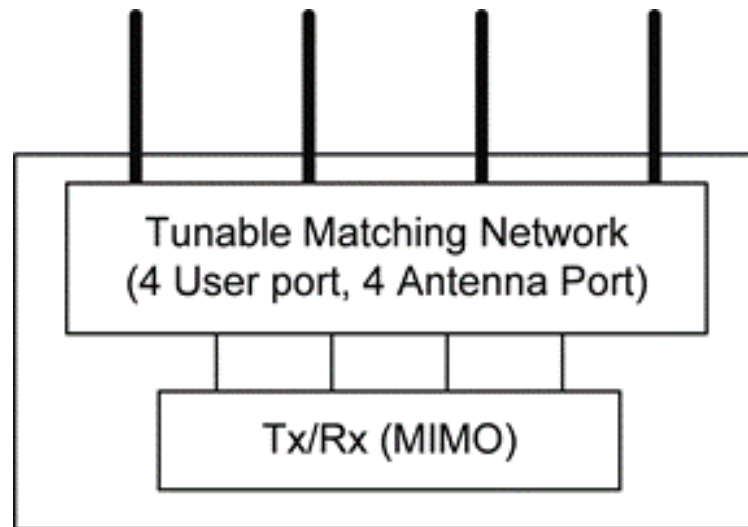 Tunable Matching Network
(4 User port, 4 Antenna Port)
Tx/Rx (MIMO)